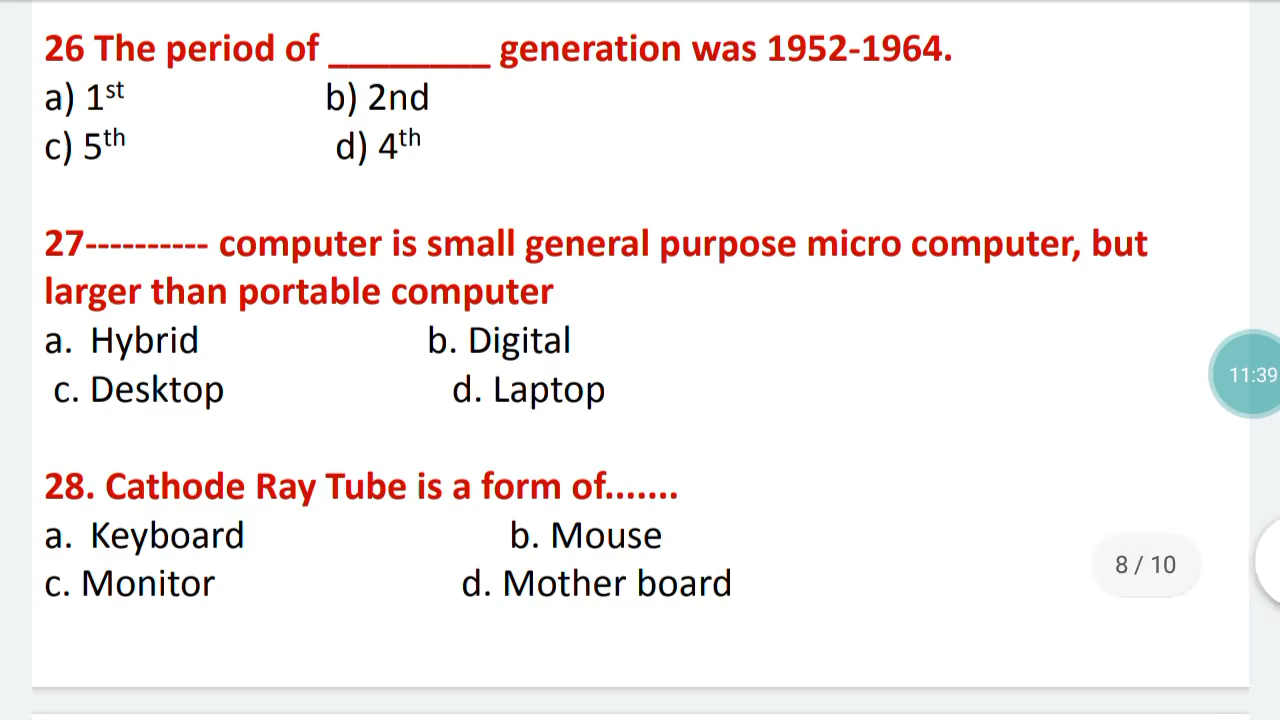 26 The period of ________ generation was 1952-1964.
a) 1st b) 2nd
c) 5th d) 4th
27---------- computer is small general purpose micro computer, but
larger than portable computer
a. Hybrid b. Digital
c. Desktop d. Laptop
11:39
28. Cathode Ray Tube is a form of.......
a. Keyboard b. Mouse
8 / 10
c. Monitor d. Mother board